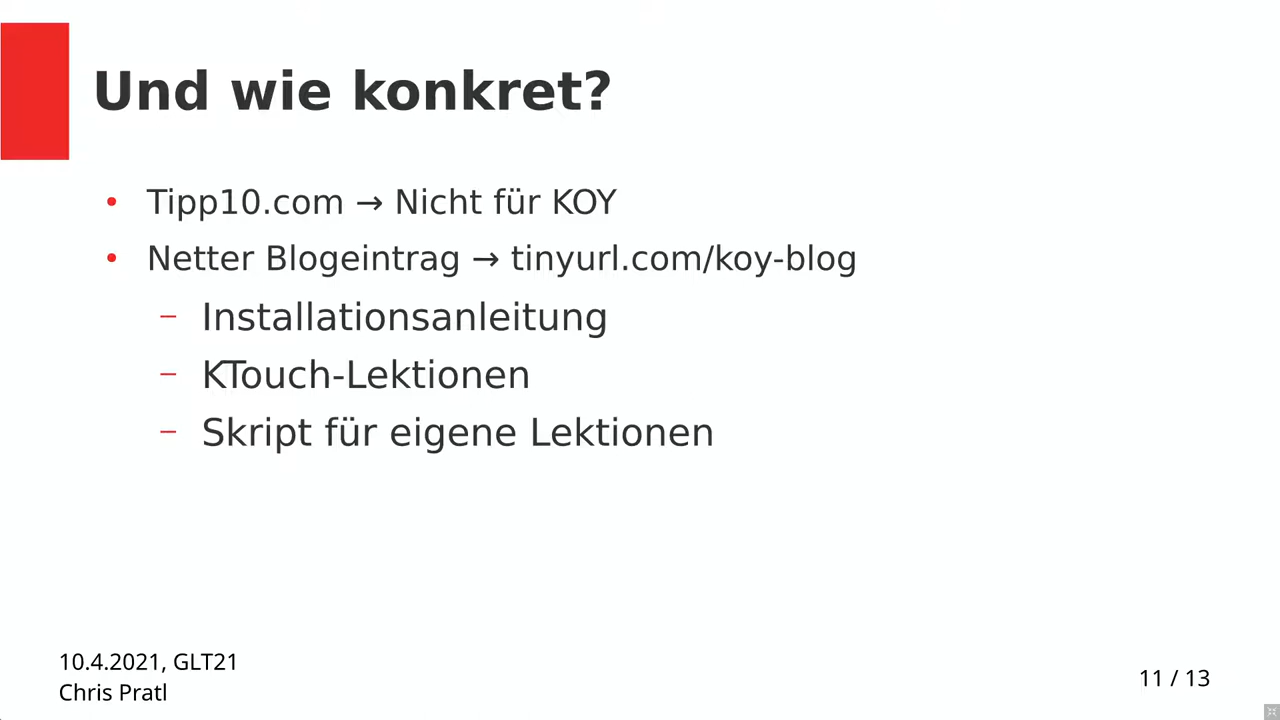 Und wie konkret?
• Tipp10.com → Nicht für KOY
• Netter Blogeintrag → tinyurl.com/koy-blog
– Installationsanleitung
– KTouch-Lektionen
– Skript für eigene Lektionen
10.4.2021, GLT21
Chris Pratl
11 / 13